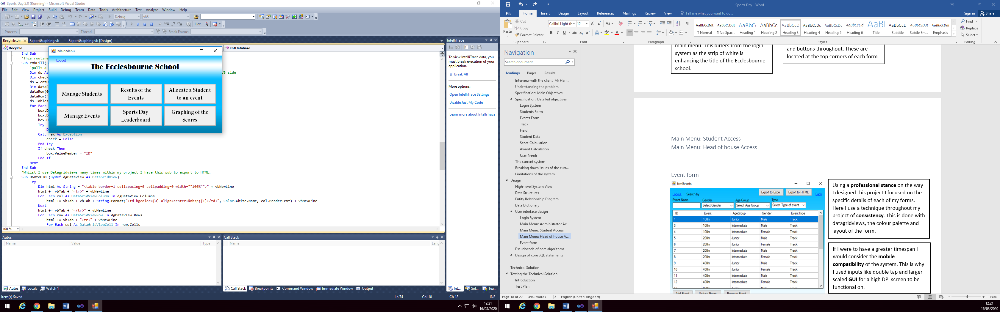 Sports Day 2.0 (Running) - Microsoft Visual Studio
File Edit View Project Build Debug Team Data Tools Architecture Test Analyze Window Help
Debug x86
Hex
Process: Thread: Stack Frame:
Recylcle.vb ReportGraphing.vb ReportGraphing.vb [Design]
Recylcle cntDatabase
End Sub
'This routine
Sub cmbFill(B
'pulls a
Dim ds As VB side
Dim check
ds = cntD
Dim dataR
dataRow(0
dataRow("
ds.Tables
For Each
box.D
box.D
box.D
Try
D
Catch ex As Exception
check = False
End Try
If check Then
box.ValueMember = "ID"
End If
Next
End Sub
'Whilst I use Datagridviews many times within my project I have this sub to export to HTML.
Sub DGVtoHTML(ByRef dgDataView As DataGridView)
Try
Dim html As String = "<table border=1 cellspacing=0 cellpadding=0 width=""100%"">" + vbNewLine
html += vbTab + "<tr>" + vbNewLine
For Each col As DataGridViewColumn In dgDataView.Columns
html += vbTab + vbTab + String.Format("<td bgcolor={0} align=center>&nbsp;{1}</td>", Color.White.Name, col.HeaderText) + vbNewLine
Next
html += vbTab + "</tr>" + vbNewLine
For Each row As DataGridViewRow In dgDataView.Rows
html += vbTab + "<tr>" + vbNewLine
For Each cel As DataGridViewCell In row.Cells
100 %
MainMenu
Logout
The Ecclesbourne School
Manage Students
Results of the
Events
Allocate a Student
to an event
Manage Events
Sports Day
Leaderboard
Graphing of the
Scores
IntelliTrace
To view IntelliTrace data, you
must break execution of your
application.
Break All
More options:
Open IntelliTrace Settings
Disable Just My Code
Learn more about IntelliTrace
Autos
Name Value Type
Call Stack
Name Lang
Autos Locals Watch 1
Call Stack Breakpoints Command Window Immediate Window Output
Int... Sol... Tea...
Item(s) Saved Ln 74 Col 18 Ch 18 INS
12:21
16/03/2020
Sports Day - Word
File Home Insert Design Layout References Mailings Review View Tell me what you want to do... Sign in Share
Paste
Cut
Copy
Format Painter
Clipboard
Calibri Light (H 12
Font
Paragraph
AaBbCcDdE AaBbCcDdE AaBbC( AaBbCc AaBbCcD AaBbCcDc AaBbCcDc AaBbCcDd AaBl AaBbCcD AaBbCcDdl AaBbCcDdl
¶ Normal ¶ No Spac... Heading 1 Heading 2 Heading 3 Heading 4 Heading 5 Heading 6 Title Subtitle Subtle Em... Emphasis
Styles
Find
Replace
Select
Editing
Navigation
Search document
Headings Pages Results
Interview with the client, Mr Harr...
Understanding the problem
Specification: Main Objectives
Specification: Detailed objectives
Login System
Students Form
Events Form
Track
Field
Student Data
Score Calculation
Award Calculation
User Needs
The current system
Breaking down issues of the curr...
Limitations of the system
Design
High-level System View
Data Structures
Entity Relationship Diagram
Data Dictionary
User interface design
Login System
Main Menu: Administrator Ac...
Main Menu: Student Access
Main Menu: Head of house A...
Event form
Pseudocode of core algorithms
Design of core SQL statements
Technical Solution
Testing the Technical Solution
Introduction
Test Plan
main menu. This differs from the login
system as the strip of white is
enhancing the title of the Ecclesbourne
school.
and buttons throughout. These are
located at the top corners of each form.
Main Menu: Student Access
Main Menu: Head of house Access
Event form
frmEvents
Logout Search by Export to Excel Export to HTML Back
Event Name Gender Age Group Type
Select Gender Select Age Group Select Type of event
ID Event AgeGroup Gender EventType
1 100m Junior Male Track
3 100m Intermediate Male Track
4 100m Intermediate Female Track
5 200m Junior Male Track
6 200m Junior Female Track
7 200m Intermediate Male Track
8 200m Intermediate Female Track
9 400m Junior Male Track
10 400m Junior Female Track
11 400m Intermediate Male Track
12 400m Intermediate Female Track
13 800m Junior Male Track
Add Event Update Event Remove Event
Using a professional stance on the way
I designed this project I focused on the
specific details of each of my forms.
Here I use a technique throughout my
project of consistency. This is done with
datagridviews, the colour palette and
layout of the form.
If I were to have a greater timespan I
would consider the mobile
compatibility of the system. This is why
I used inputs like double tap and larger
scaled GUI for a high DPI screen to be
functional on.
Page 18 of 22 4942 words English (United Kingdom) 130%
12:21
16/03/2020